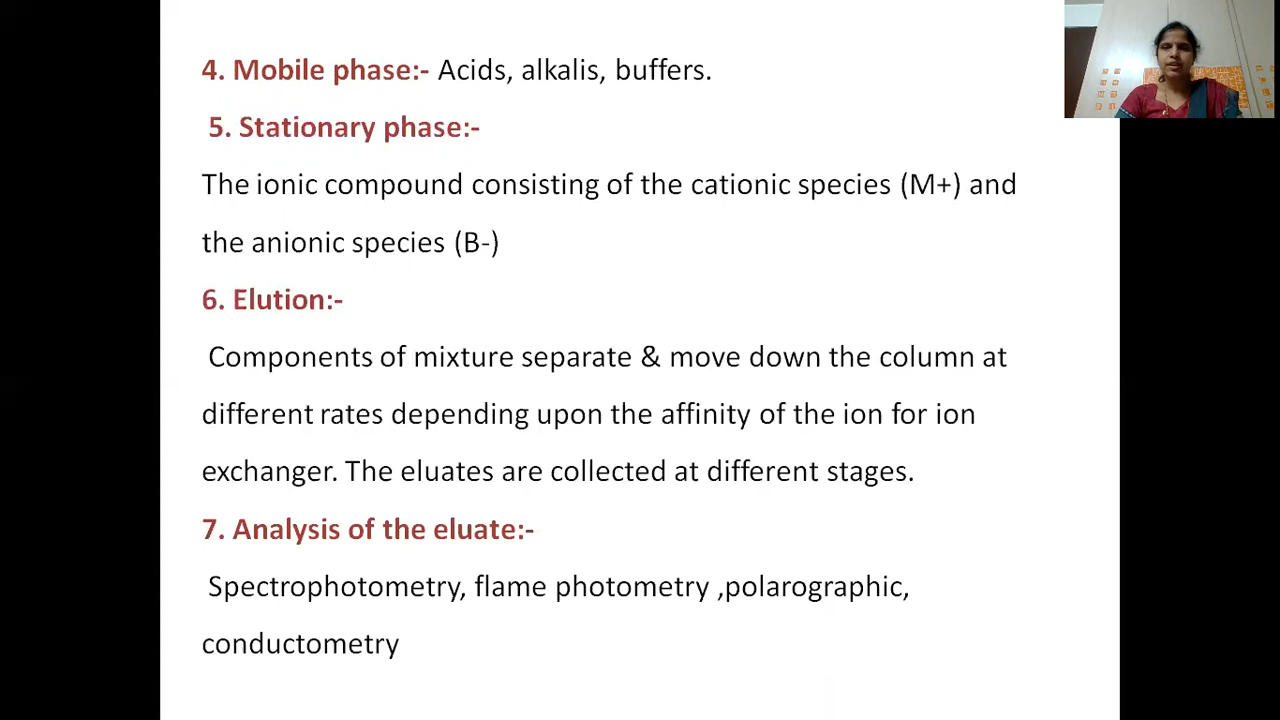 4. Mobile phase:- Acids, alkalis, buffers.
5. Stationary phase:-
The ionic compound consisting of the cationic species (M+) and
the anionic species (B-)
6. Elution:-
Components of mixture separate & move down the column at
different rates depending upon the affinity of the ion for ion
exchanger. The eluates are collected at different stages.
7. Analysis of the eluate:-
Spectrophotometry, flame photometry ,polarographic,
conductometry